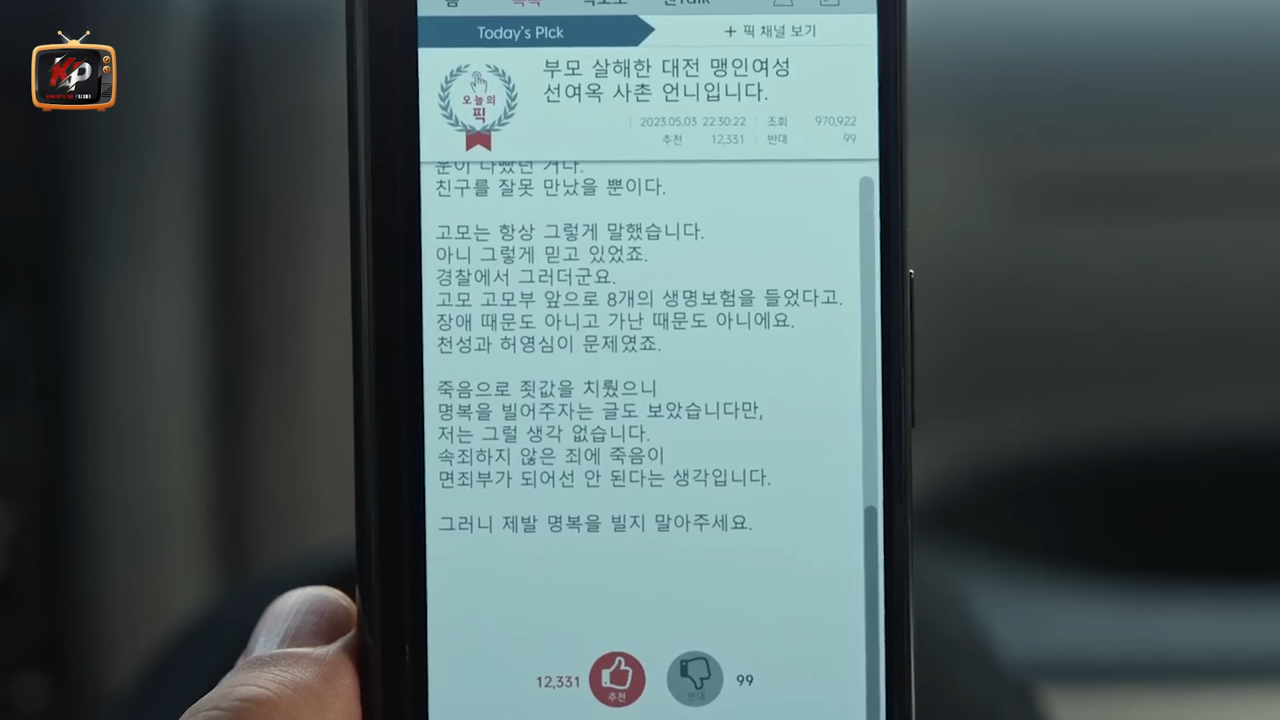 KP
Today's PIck
+ 픽 채널 보기
오늘의
픽
부모 살해한 대전 맹인여성
선여옥 사촌 언니입니다.
2023.05.03 22:30:22 조회 970,922
추천 12,331 반대 99
운이 나빴던 거다.
친구를 잘못 만났을 뿐이다.
고모는 항상 그렇게 말했습니다.
아니 그렇게 믿고 있었죠.
경찰에서 그러더군요.
고모 고모부 앞으로 8개의 생명보험을 들었다고.
장애 때문도 아니고 가난 때문도 아니에요.
천성과 허영심이 문제였죠.
죽음으로 죗값을 치뤘으니
명복을 빌어주자는 글도 보았습니다만,
저는 그럴 생각 없습니다.
속죄하지 않은 죄에 죽음이
면죄부가 되어선 안 된다는 생각입니다.
그러니 제발 명복을 빌지 말아주세요.
12,331 추천 반대 99